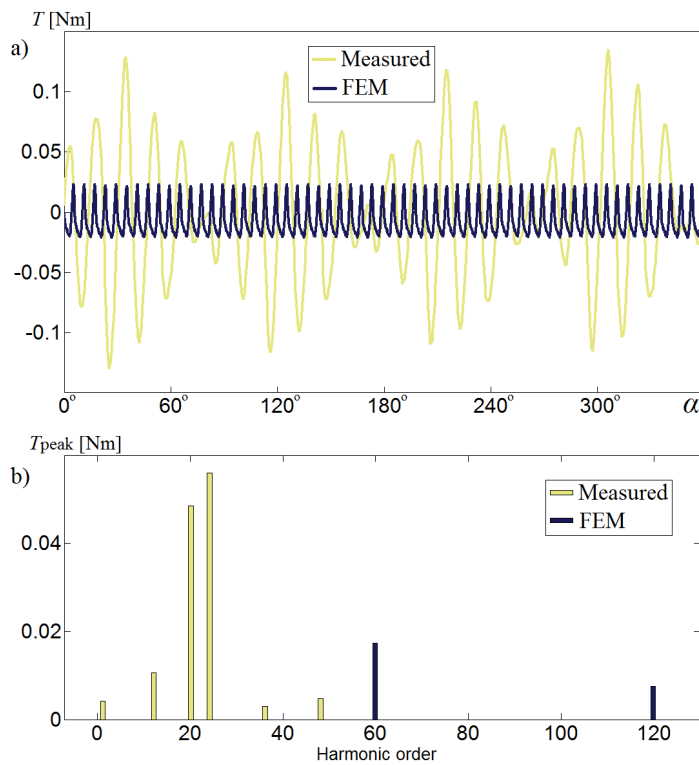 T [Nm]
a)
Measured
FEM
0.1
0.05
0
-0.05
-0.1
0° 60° 120° 180° 240° 300° α
Tpeak [Nm]
b)
Measured
FEM
0.04
0.02
0
0 20 40 60 80 100 120
Harmonic order